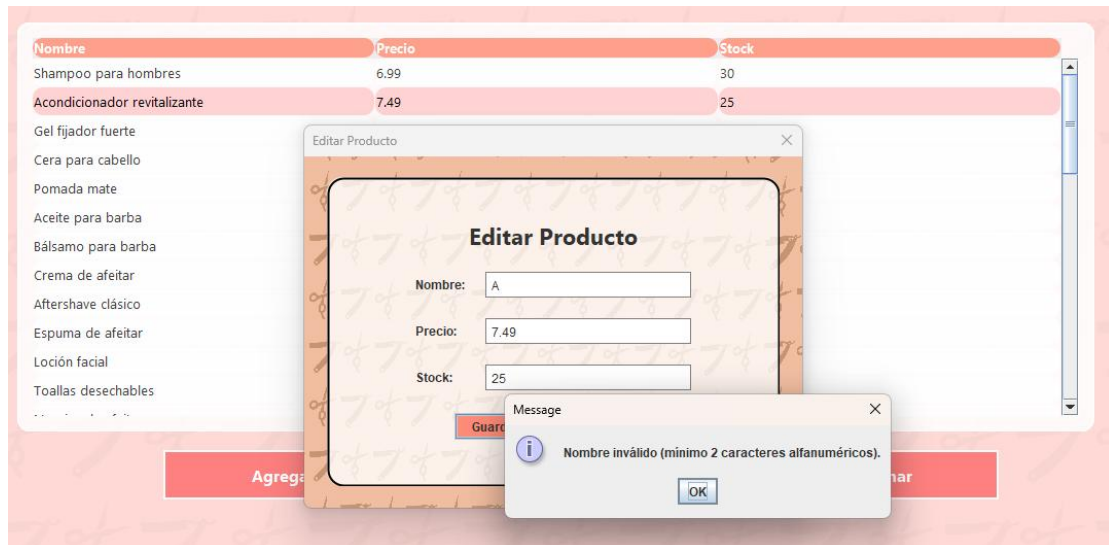 Nombre Precio Stock
Shampoo para hombres 6.99 30
Acondicionador revitalizante 7.49 25
Gel fijador fuerte
Cera para cabello
Pomada mate
Aceite para barba
Bálsamo para barba
Crema de afeitar
Aftershave clásico
Espuma de afeitar
Loción facial
Toallas desechables
Editar Producto
Editar Producto
Nombre: A
Precio: 7.49
Stock: 25
Message
Nombre inválido (mínimo 2 caracteres alfanuméricos).
OK